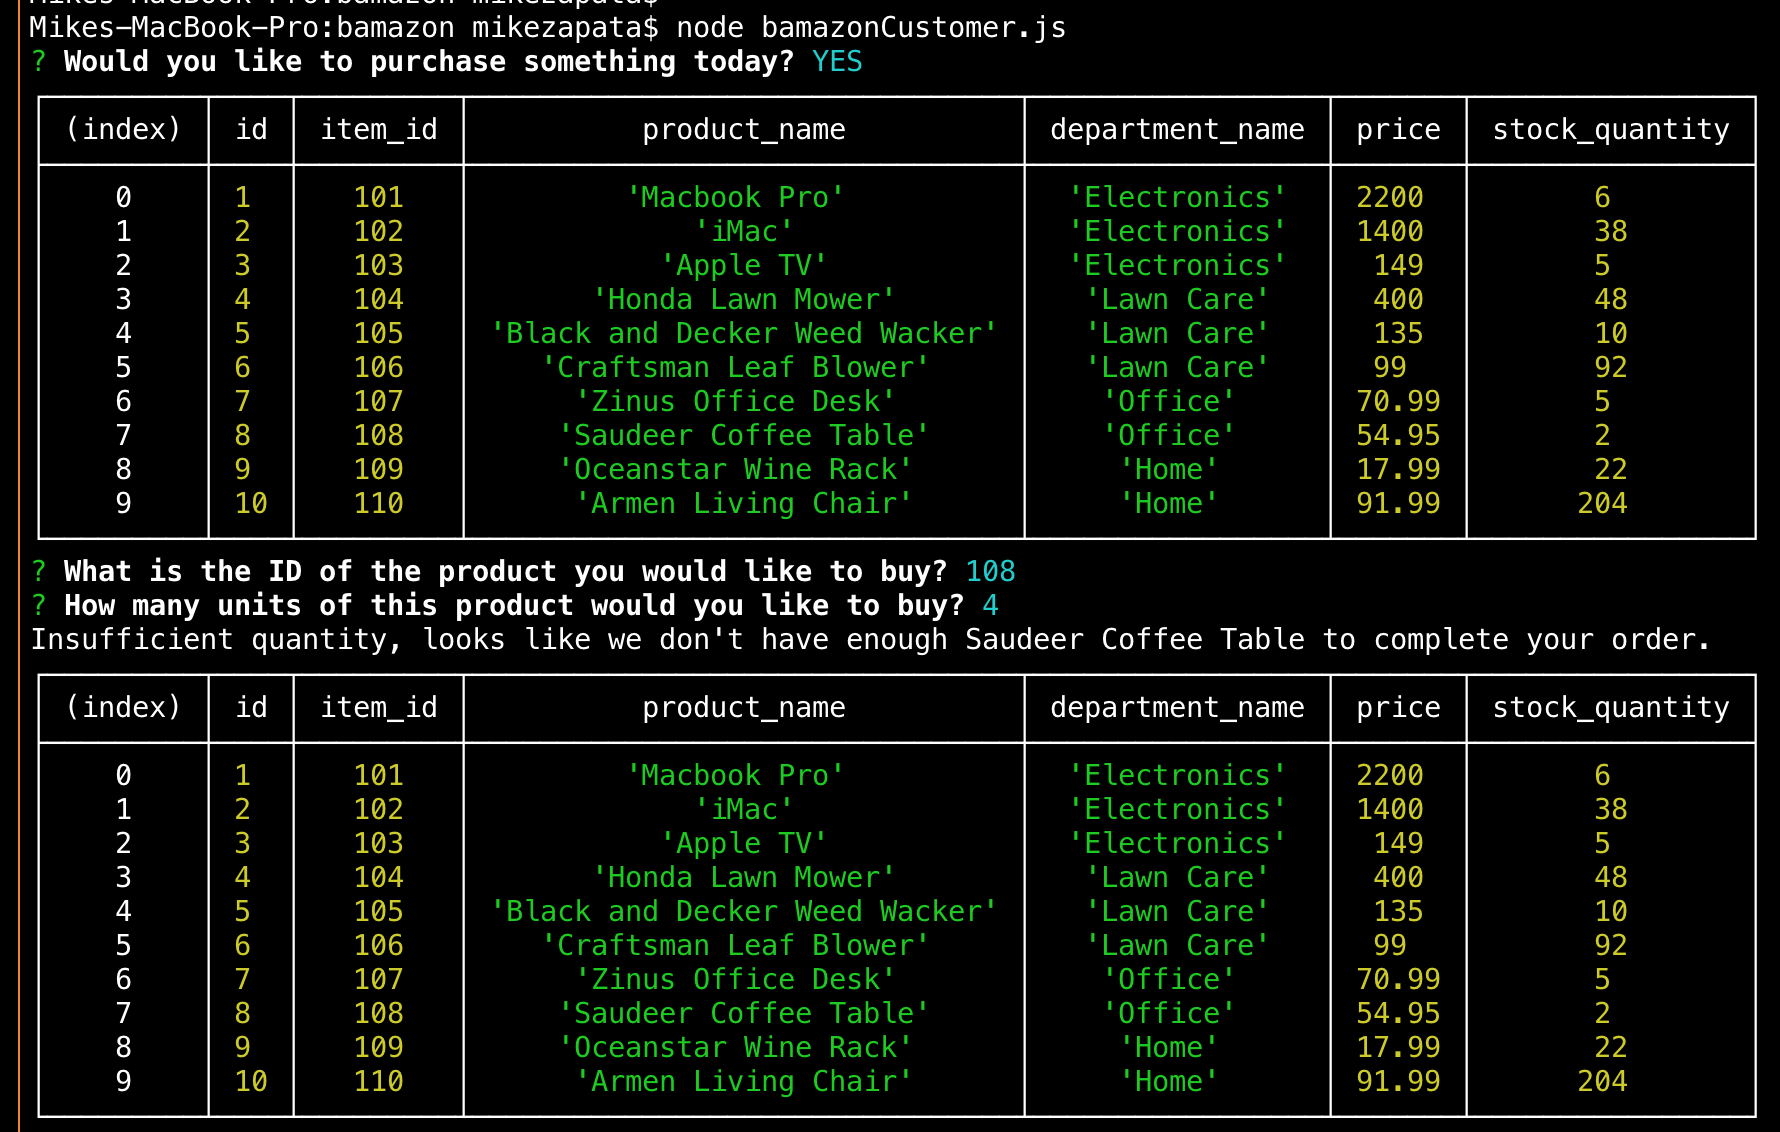 Mikes-MacBook-Pro:bamazon mikezapata$
Mikes-MacBook-Pro:bamazon mikezapata$ node bamazonCustomer.js
? Would you like to purchase something today? YES
(index) id item_id product_name department_name price stock_quantity
0 1 101 'Macbook Pro' 'Electronics' 2200 6
1 2 102 'iMac' 'Electronics' 1400 38
2 3 103 'Apple TV' 'Electronics' 149 5
3 4 104 'Honda Lawn Mower' 'Lawn Care' 400 48
4 5 105 'Black and Decker Weed Wacker' 'Lawn Care' 135 10
5 6 106 'Craftsman Leaf Blower' 'Lawn Care' 99 92
6 7 107 'Zinus Office Desk' 'Office' 70.99 5
7 8 108 'Saudeer Coffee Table' 'Office' 54.95 2
8 9 109 'Oceanstar Wine Rack' 'Home' 17.99 22
9 10 110 'Armen Living Chair' 'Home' 91.99 204
? What is the ID of the product you would like to buy? 108
? How many units of this product would you like to buy? 4
Insufficient quantity, looks like we don't have enough Saudeer Coffee Table to complete your order.
(index) id item_id product_name department_name price stock_quantity
0 1 101 'Macbook Pro' 'Electronics' 2200 6
1 2 102 'iMac' 'Electronics' 1400 38
2 3 103 'Apple TV' 'Electronics' 149 5
3 4 104 'Honda Lawn Mower' 'Lawn Care' 400 48
4 5 105 'Black and Decker Weed Wacker' 'Lawn Care' 135 10
5 6 106 'Craftsman Leaf Blower' 'Lawn Care' 99 92
6 7 107 'Zinus Office Desk' 'Office' 70.99 5
7 8 108 'Saudeer Coffee Table' 'Office' 54.95 2
8 9 109 'Oceanstar Wine Rack' 'Home' 17.99 22
9 10 110 'Armen Living Chair' 'Home' 91.99 204